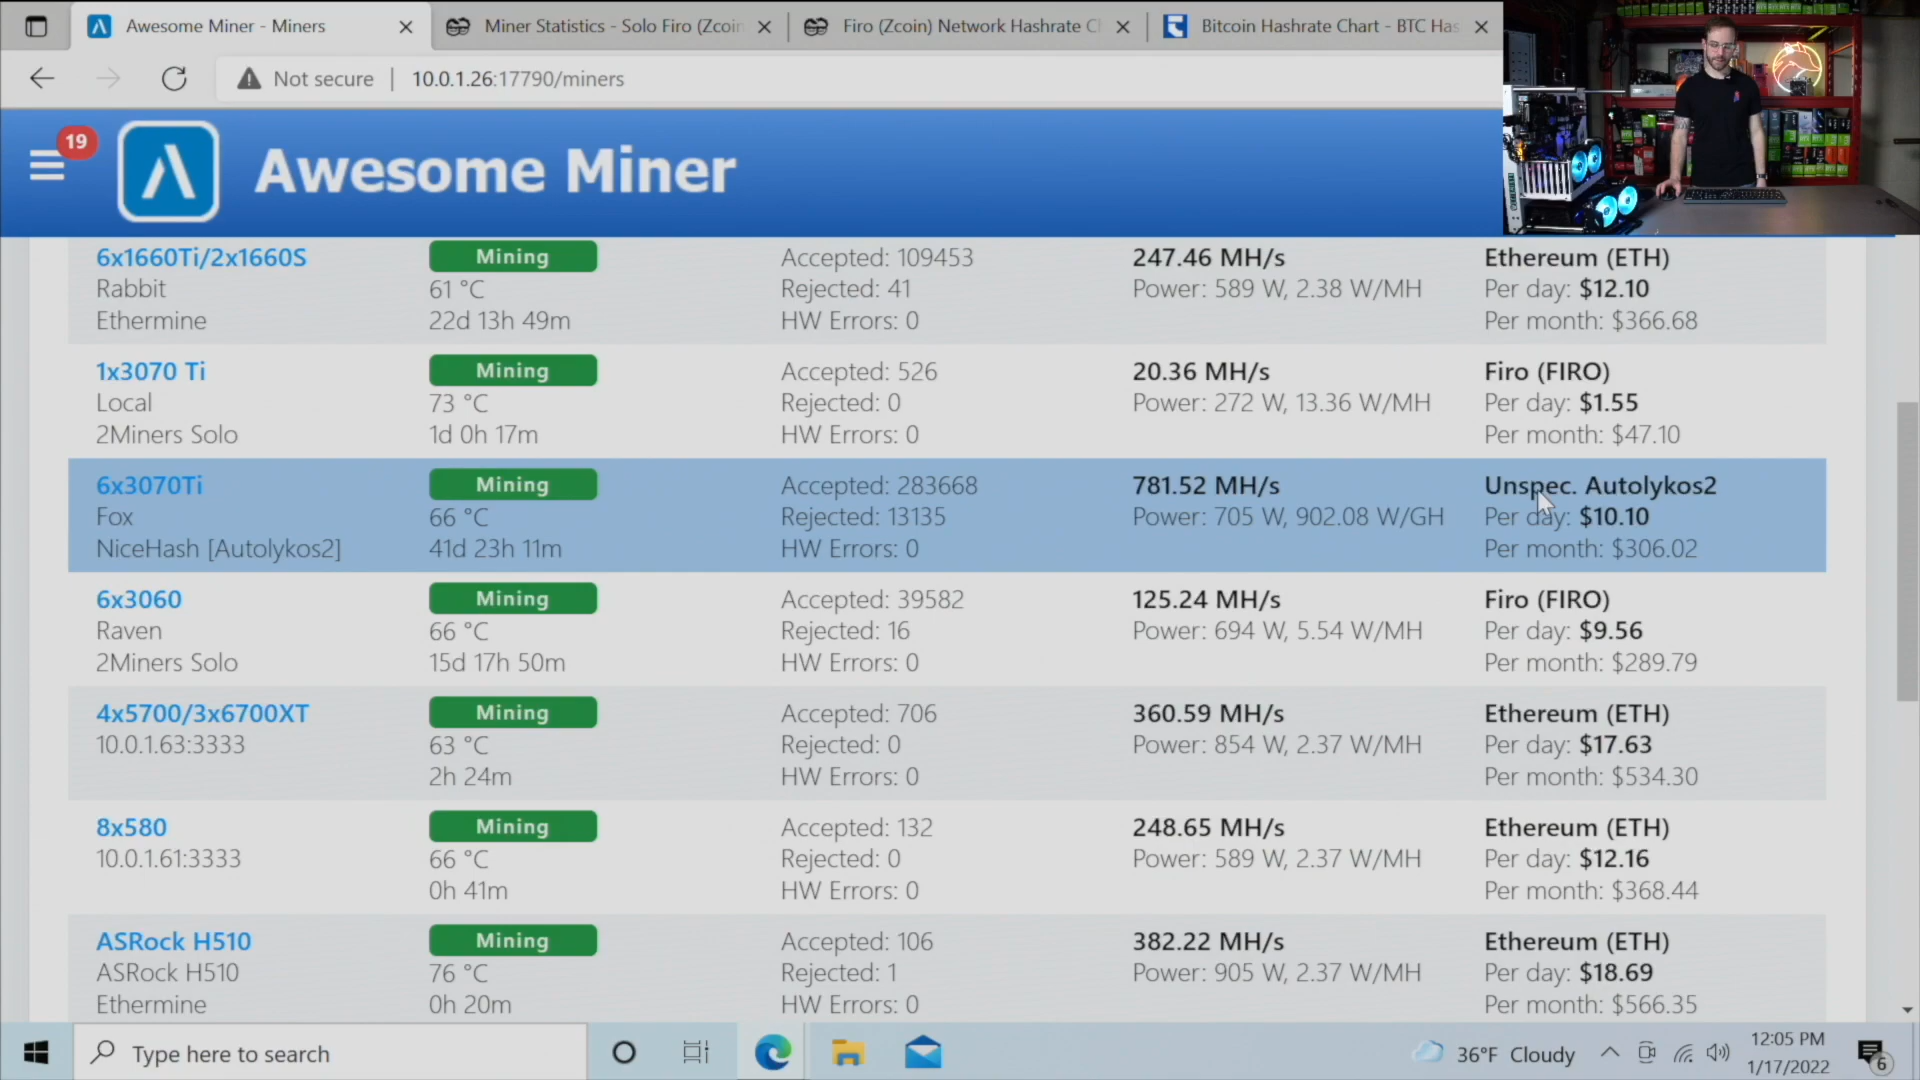 Awesome Miner - Miners
Miner Statistics - Solo Firo (Zcoin
Firo (Zcoin) Network Hashrate C
Bitcoin Hashrate Chart - BTC Has
Not secure | 10.0.1.26:17790/miners
19
Awesome Miner
6x1660Ti/2x1660S Mining Accepted: 109453 247.46 MH/s Ethereum (ETH)
Rabbit 61 °C Rejected: 41 Power: 589 W, 2.38 W/MH Per day: $12.10
Ethermine 22d 13h 49m HW Errors: 0 Per month: $366.68
1x3070 Ti Mining Accepted: 526 20.36 MH/s Firo (FIRO)
Local 73 °C Rejected: 0 Power: 272 W, 13.36 W/MH Per day: $1.55
2Miners Solo 1d 0h 17m HW Errors: 0 Per month: $47.10
6x3070Ti Mining Accepted: 283668 781.52 MH/s Unspec. Autolykos2
Fox 66 °C Rejected: 13135 Power: 705 W, 902.08 W/GH Per day: $10.10
NiceHash [Autolykos2] 41d 23h 11m HW Errors: 0 Per month: $306.02
6x3060 Mining Accepted: 39582 125.24 MH/s Firo (FIRO)
Raven 66 °C Rejected: 16 Power: 694 W, 5.54 W/MH Per day: $9.56
2Miners Solo 15d 17h 50m HW Errors: 0 Per month: $289.79
4x5700/3x6700XT Mining Accepted: 706 360.59 MH/s Ethereum (ETH)
10.0.1.63:3333 63 °C Rejected: 0 Power: 854 W, 2.37 W/MH Per day: $17.63
2h 24m HW Errors: 0 Per month: $534.30
8x580 Mining Accepted: 132 248.65 MH/s Ethereum (ETH)
10.0.1.61:3333 66 °C Rejected: 0 Power: 589 W, 2.37 W/MH Per day: $12.16
0h 41m HW Errors: 0 Per month: $368.44
ASRock H510 Mining Accepted: 106 382.22 MH/s Ethereum (ETH)
ASRock H510 76 °C Rejected: 1 Power: 905 W, 2.37 W/MH Per day: $18.69
Ethermine 0h 20m HW Errors: 0 Per month: $566.35
Type here to search
36°F Cloudy
12:05 PM
1/17/2022
6